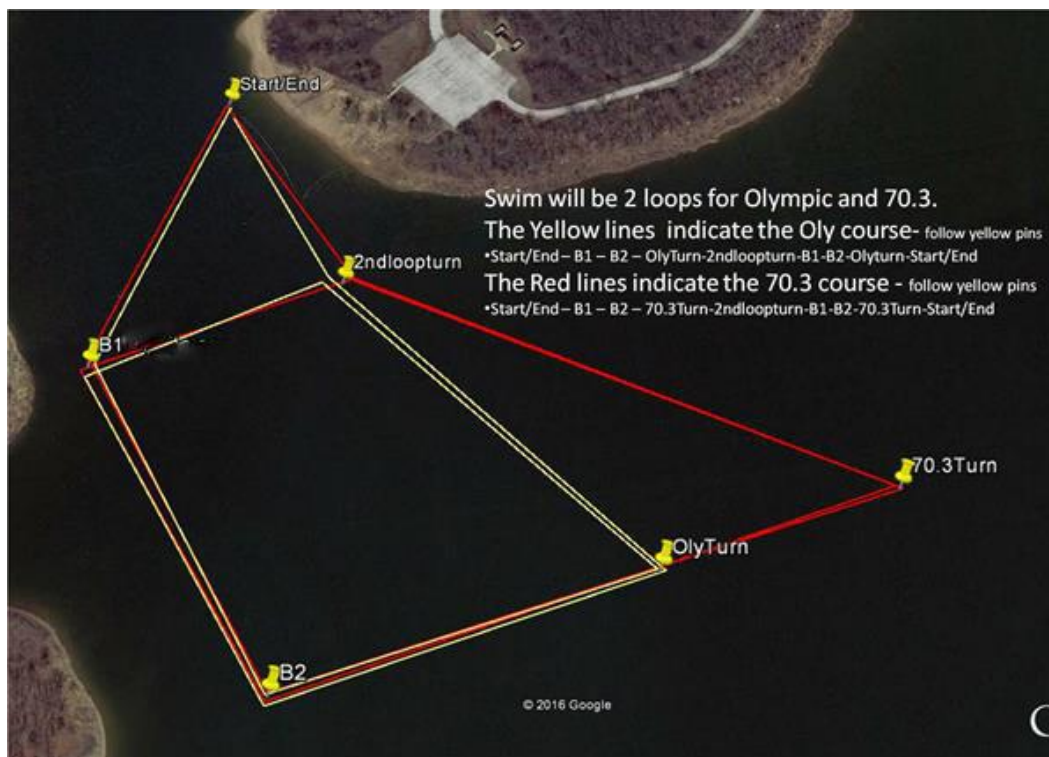 Start/End
Swim will be 2 loops for Olympic and 70.3.
The Yellow lines indicate the Oly course- follow yellow pins
•Start/End – B1 – B2 – OlyTurn-2ndloopturn-B1-B2-Olyturn-Start/End
The Red lines indicate the 70.3 course - follow yellow pins
•Start/End – B1 – B2 – 70.3Turn-2ndloopturn-B1-B2-70.3Turn-Start/End
2ndloopturn
B1
70.3Turn
OlyTurn
B2
© 2016 Google